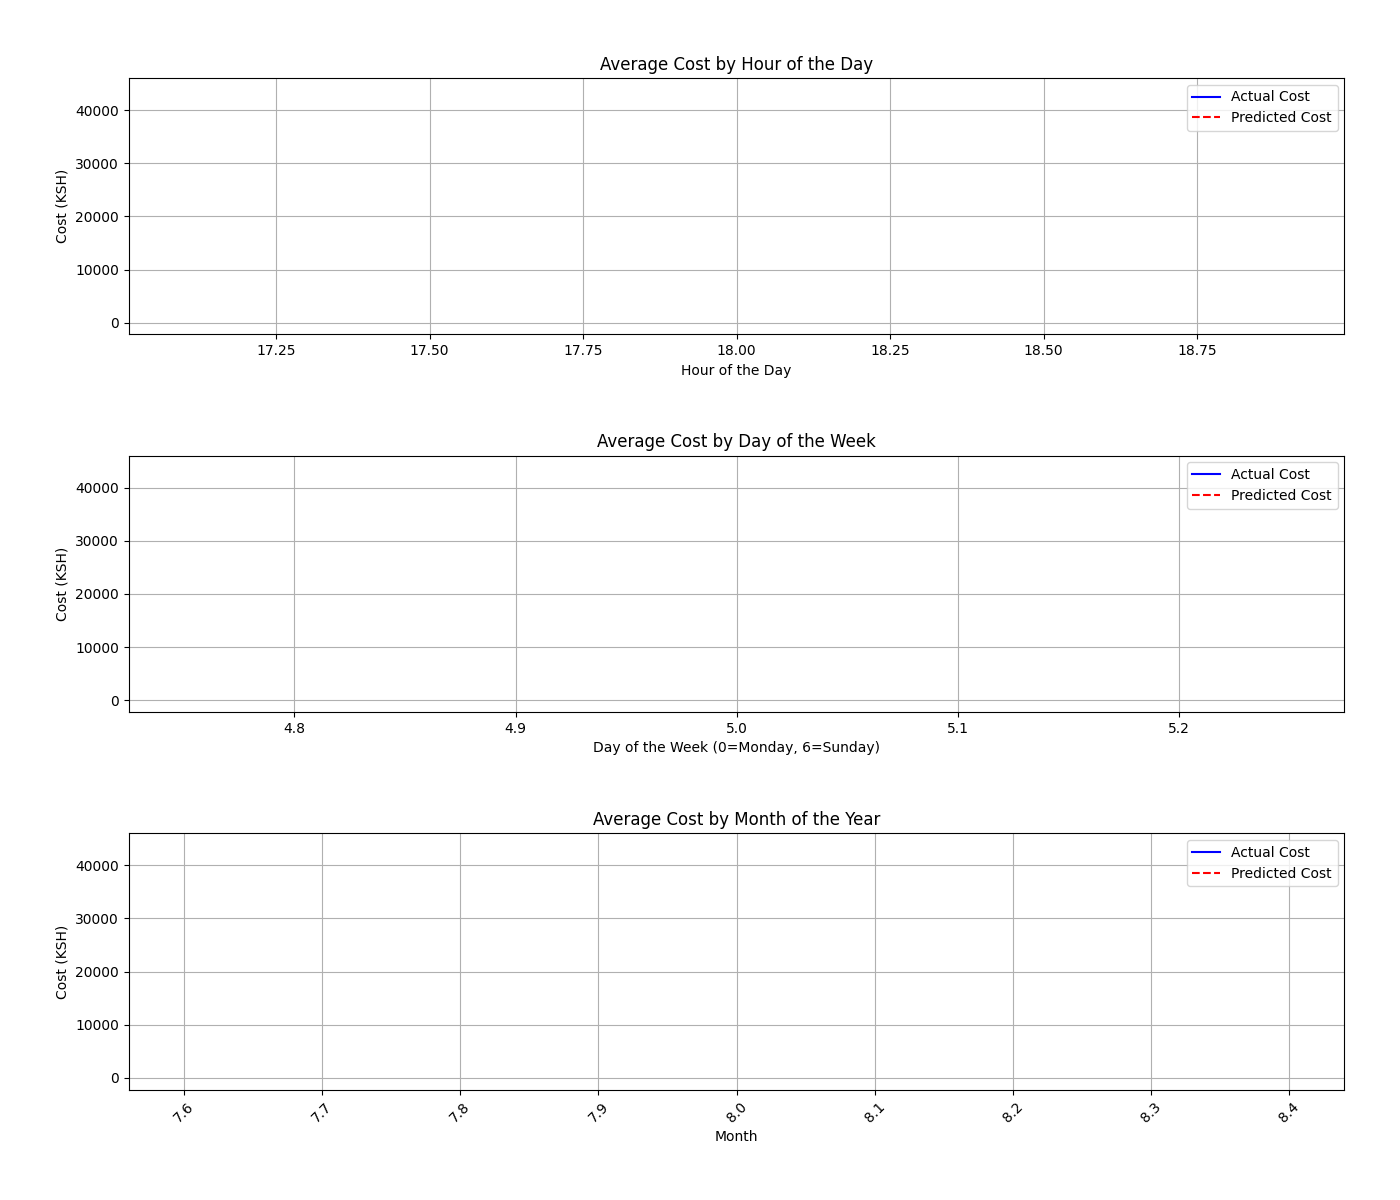 Average Cost by Hour of the Day
Actual Cost
Predicted Cost
Cost (KSH)
40000
30000
20000
10000
0
17.25 17.50 17.75 18.00 18.25 18.50 18.75
Hour of the Day
Average Cost by Day of the Week
Actual Cost
Predicted Cost
Cost (KSH)
40000
30000
20000
10000
0
4.8 4.9 5.0 5.1 5.2
Day of the Week (0=Monday, 6=Sunday)
Average Cost by Month of the Year
Actual Cost
Predicted Cost
Cost (KSH)
40000
30000
20000
10000
0
7.6 7.7 7.8 7.9 8.0 8.1 8.2 8.3 8.4
Month